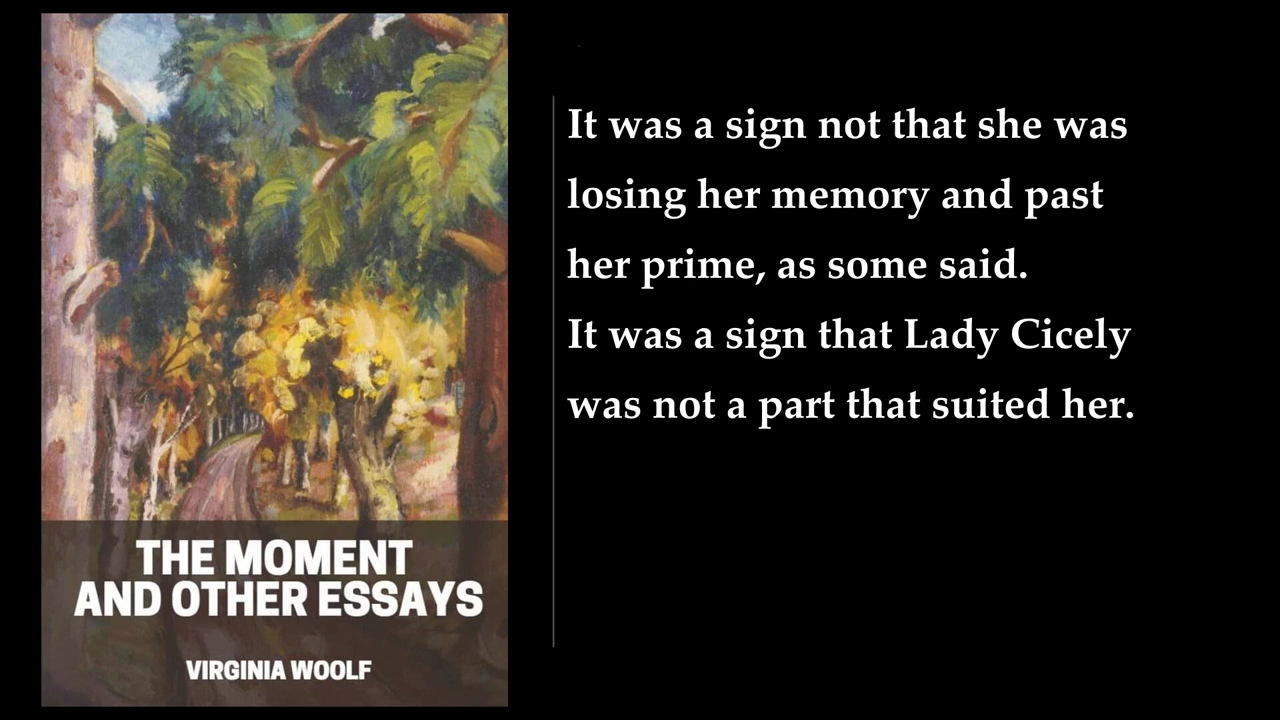 It was a sign not that she was
losing her memory and past
her prime, as some said.
It was a sign that Lady Cicely
was not a part that suited her.
THE MOMENT
AND OTHER ESSAYS
VIRGINIA WOOLF